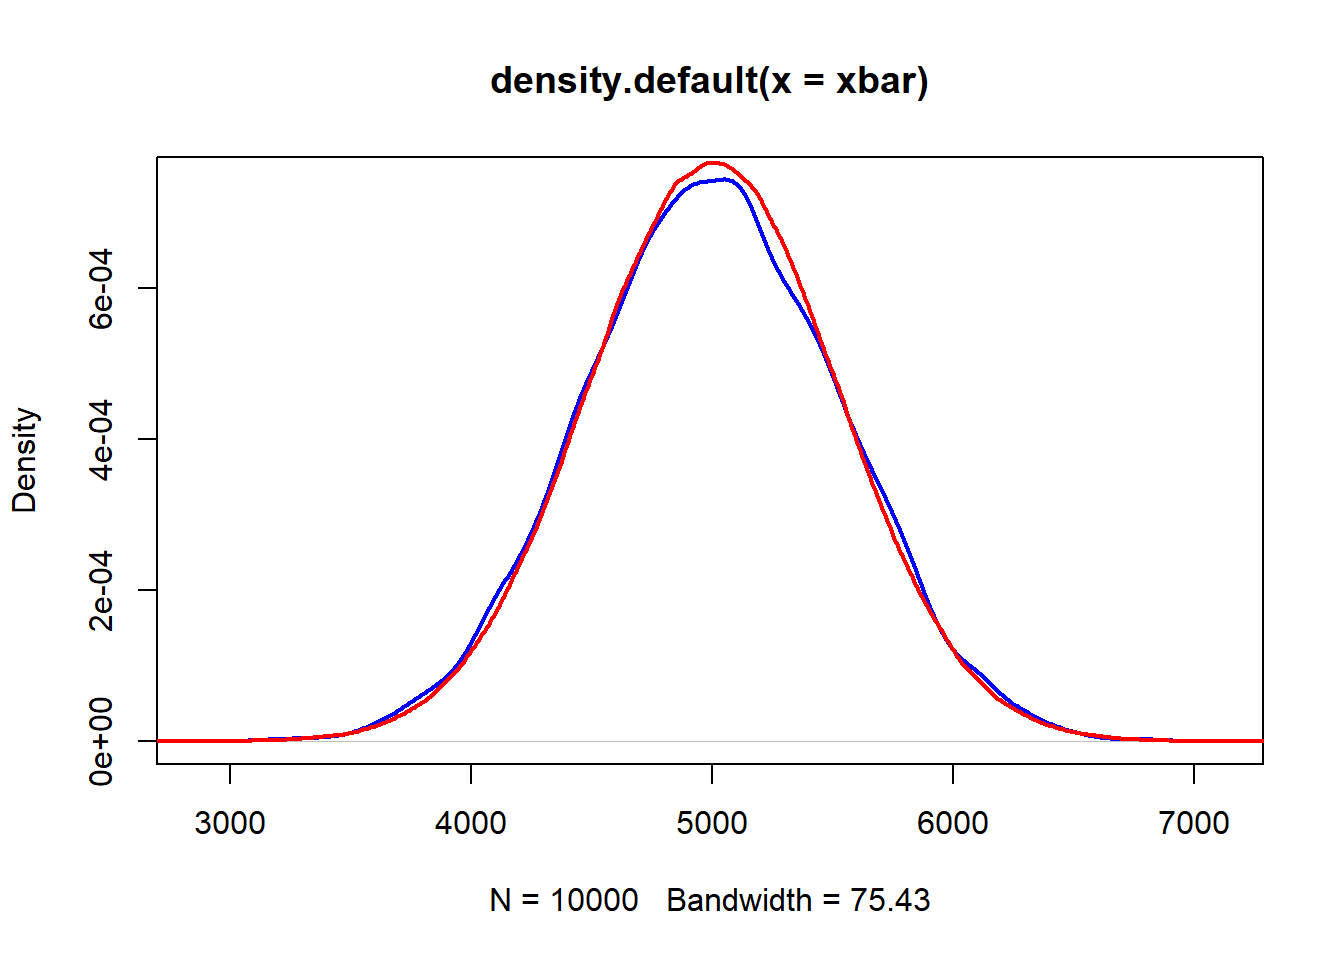 density.default(x = xbar)
Density
6e-04
4e-04
2e-04
0e+00
3000 4000 5000 6000 7000
N = 10000 Bandwidth = 75.43